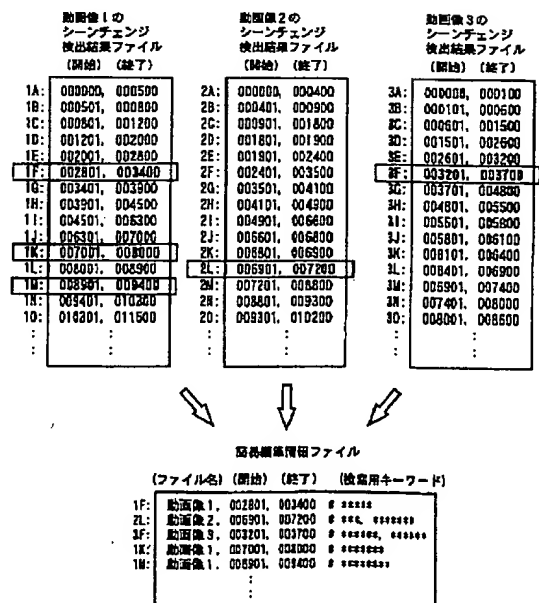 動画像1の
シーンチェンジ
検出結果ファイル
(開始) (終了)
1A: 000000, 000500
1B: 000501, 000800
1C: 000801, 001200
1D: 001201, 002000
1E: 002001, 002800
1F: 002801, 003400
1G: 003401, 003900
1H: 003901, 004500
1I: 004501, 006300
1J: 006301, 007000
1K: 007001, 008000
1L: 008001, 008900
1M: 008901, 009400
1N: 009401, 010300
1O: 010301, 011500
動画像2の
シーンチェンジ
検出結果ファイル
(開始) (終了)
2A: 000000, 000400
2B: 000401, 000900
2C: 000901, 001800
2D: 001801, 001900
2E: 001901, 002400
2F: 002401, 003500
2G: 003501, 004100
2H: 004101, 004900
2I: 004901, 006600
2J: 006601, 006800
2K: 006801, 006900
2L: 006901, 007200
2M: 007201, 008800
2N: 008801, 009300
2O: 009301, 010200
動画像3の
シーンチェンジ
検出結果ファイル
(開始) (終了)
3A: 000000, 000100
3B: 000101, 000600
3C: 000601, 001500
3D: 001501, 002600
3E: 002601, 003200
3F: 003201, 003700
3G: 003701, 004800
3H: 004801, 005500
3I: 005501, 005800
3J: 005801, 006100
3K: 006101, 006400
3L: 006401, 006900
3M: 006901, 007400
3N: 007401, 008000
3O: 008001, 008600
簡易編集情報ファイル
(ファイル名) (開始) (終了) (検索用キーワード)
1F: 動画像1, 002801, 003400 # *****
2L: 動画像2, 006901, 007200 # ***, *******
3F: 動画像3, 003201, 003700 # ******, ******
1K: 動画像1, 007001, 008000 # *******
1M: 動画像1, 008901, 009400 # ********